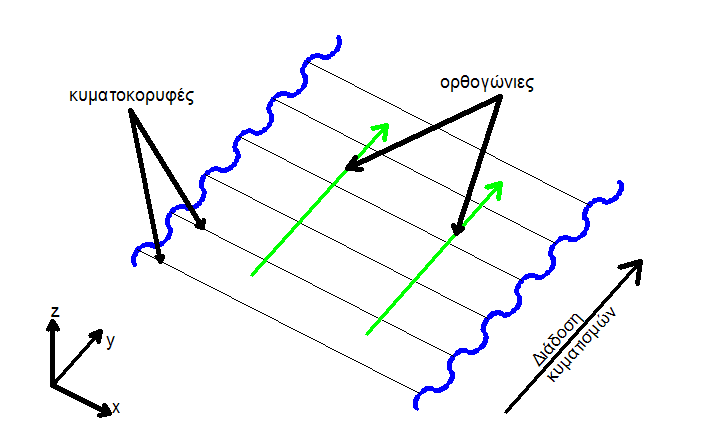 ορθογώνιες
κυματοκορυφές
Διάδοση
κυματισμών
z
y
x